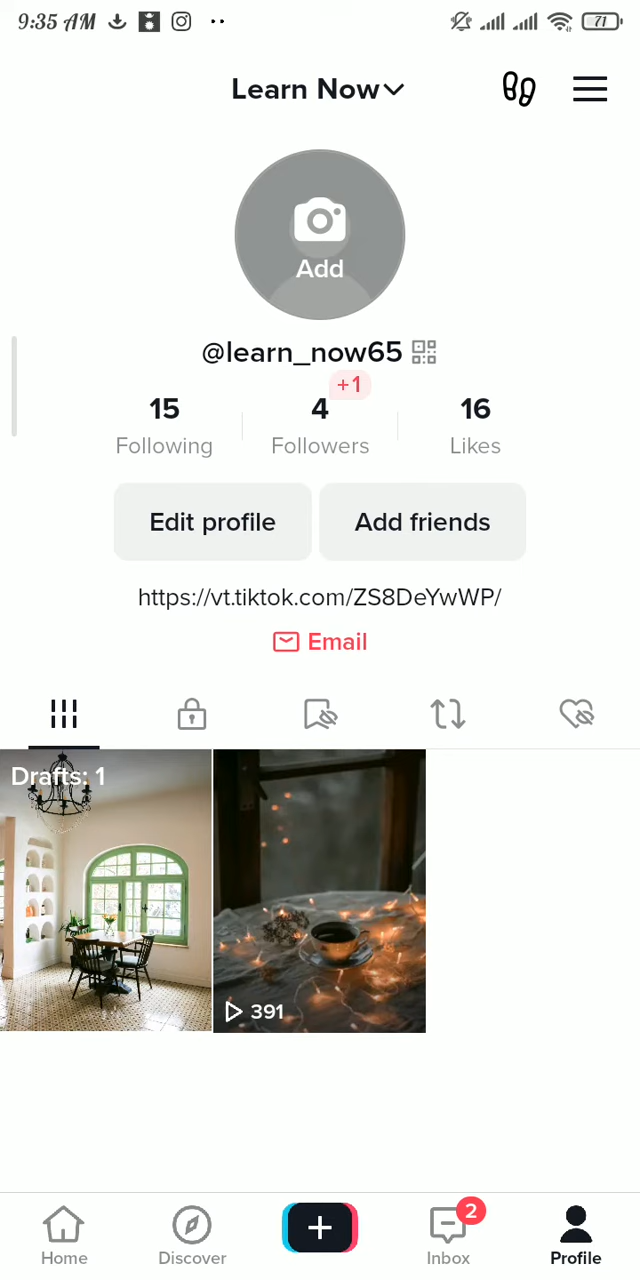 9:35 AM
71
Learn Now
Add
@learn_now65
+1
15 4 16
Following Followers Likes
Edit profile Add friends
https://vt.tiktok.com/ZS8DeYwWP/
Email
Drafts: 1
391
2
Home Discover Inbox Profile